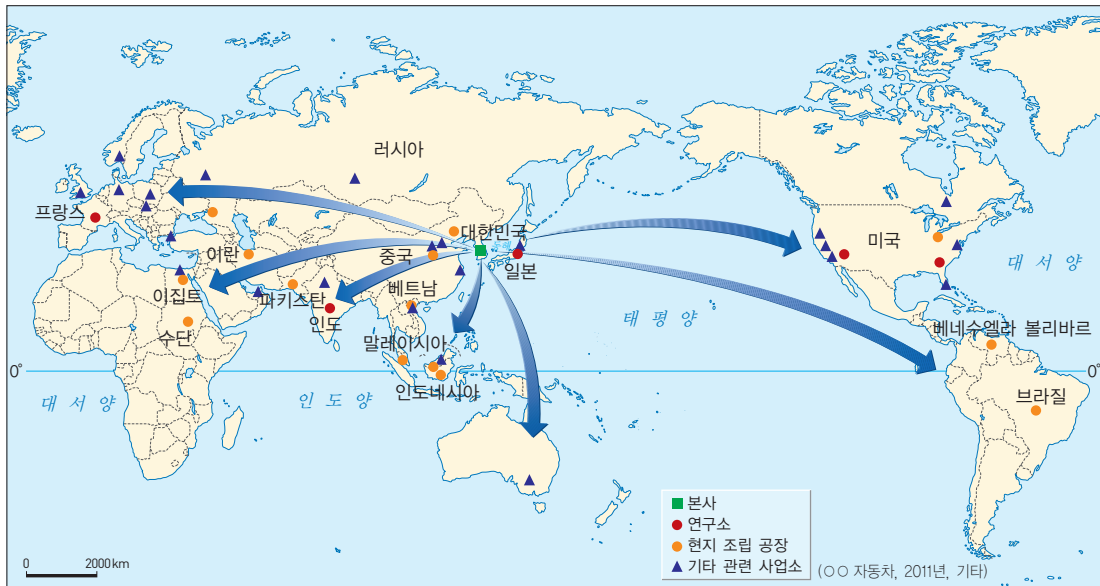 러시아
프랑스
대한민국
미국
이란
중국
일본
대서양
이집트
파키스탄
베트남
인도
태평양
수단
베네수엘라 볼리바르
말레이시아
0°
0°
대서양
인도양
인도네시아
브라질
본사
연구소
현지 조립 공장
기타 관련 사업소
(○○ 자동차, 2011년, 기타)
0 2000km